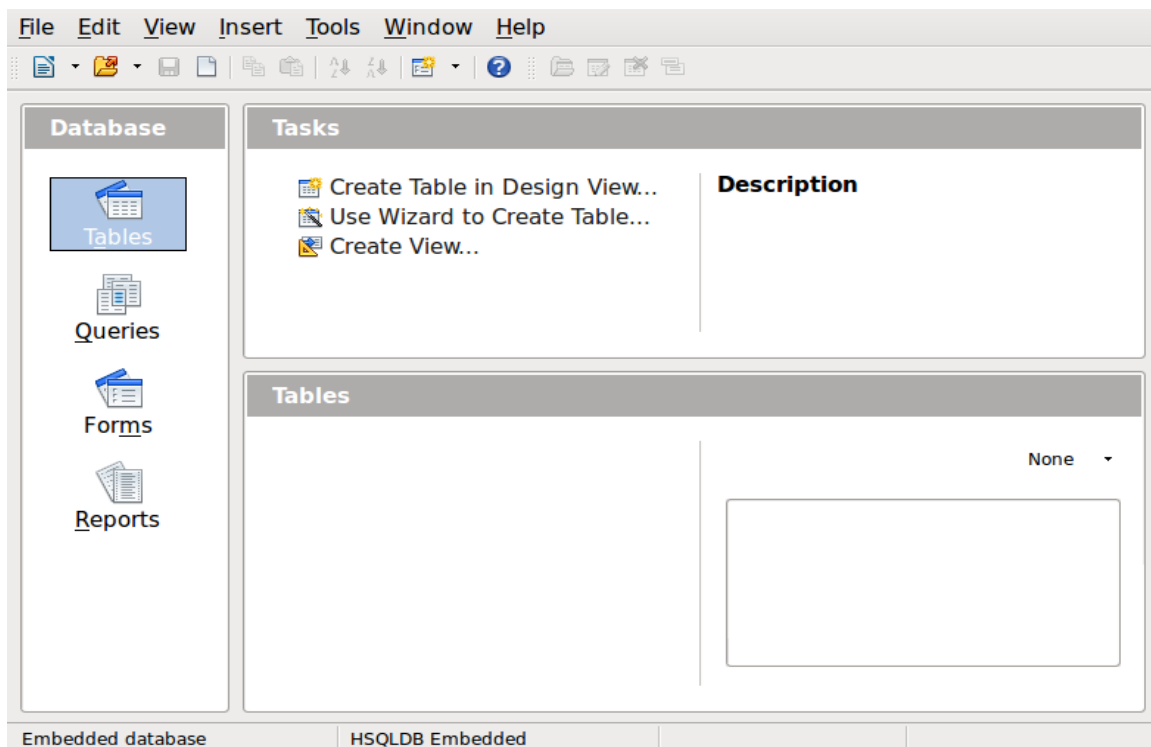 File Edit View Insert Tools Window Help
Database
Tables
Queries
Forms
Reports
Tasks
Create Table in Design View...
Use Wizard to Create Table...
Create View...
Description
Tables
None
Embedded database HSQLDB Embedded